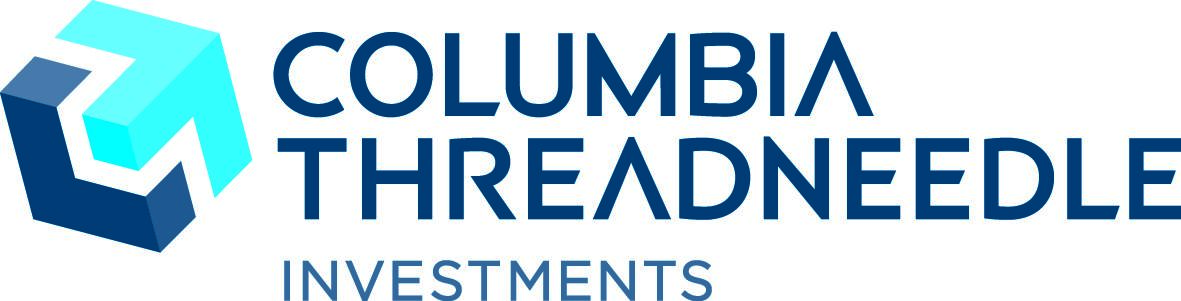 COLUMBIA
THREADNEEDLE
INVESTMENTS